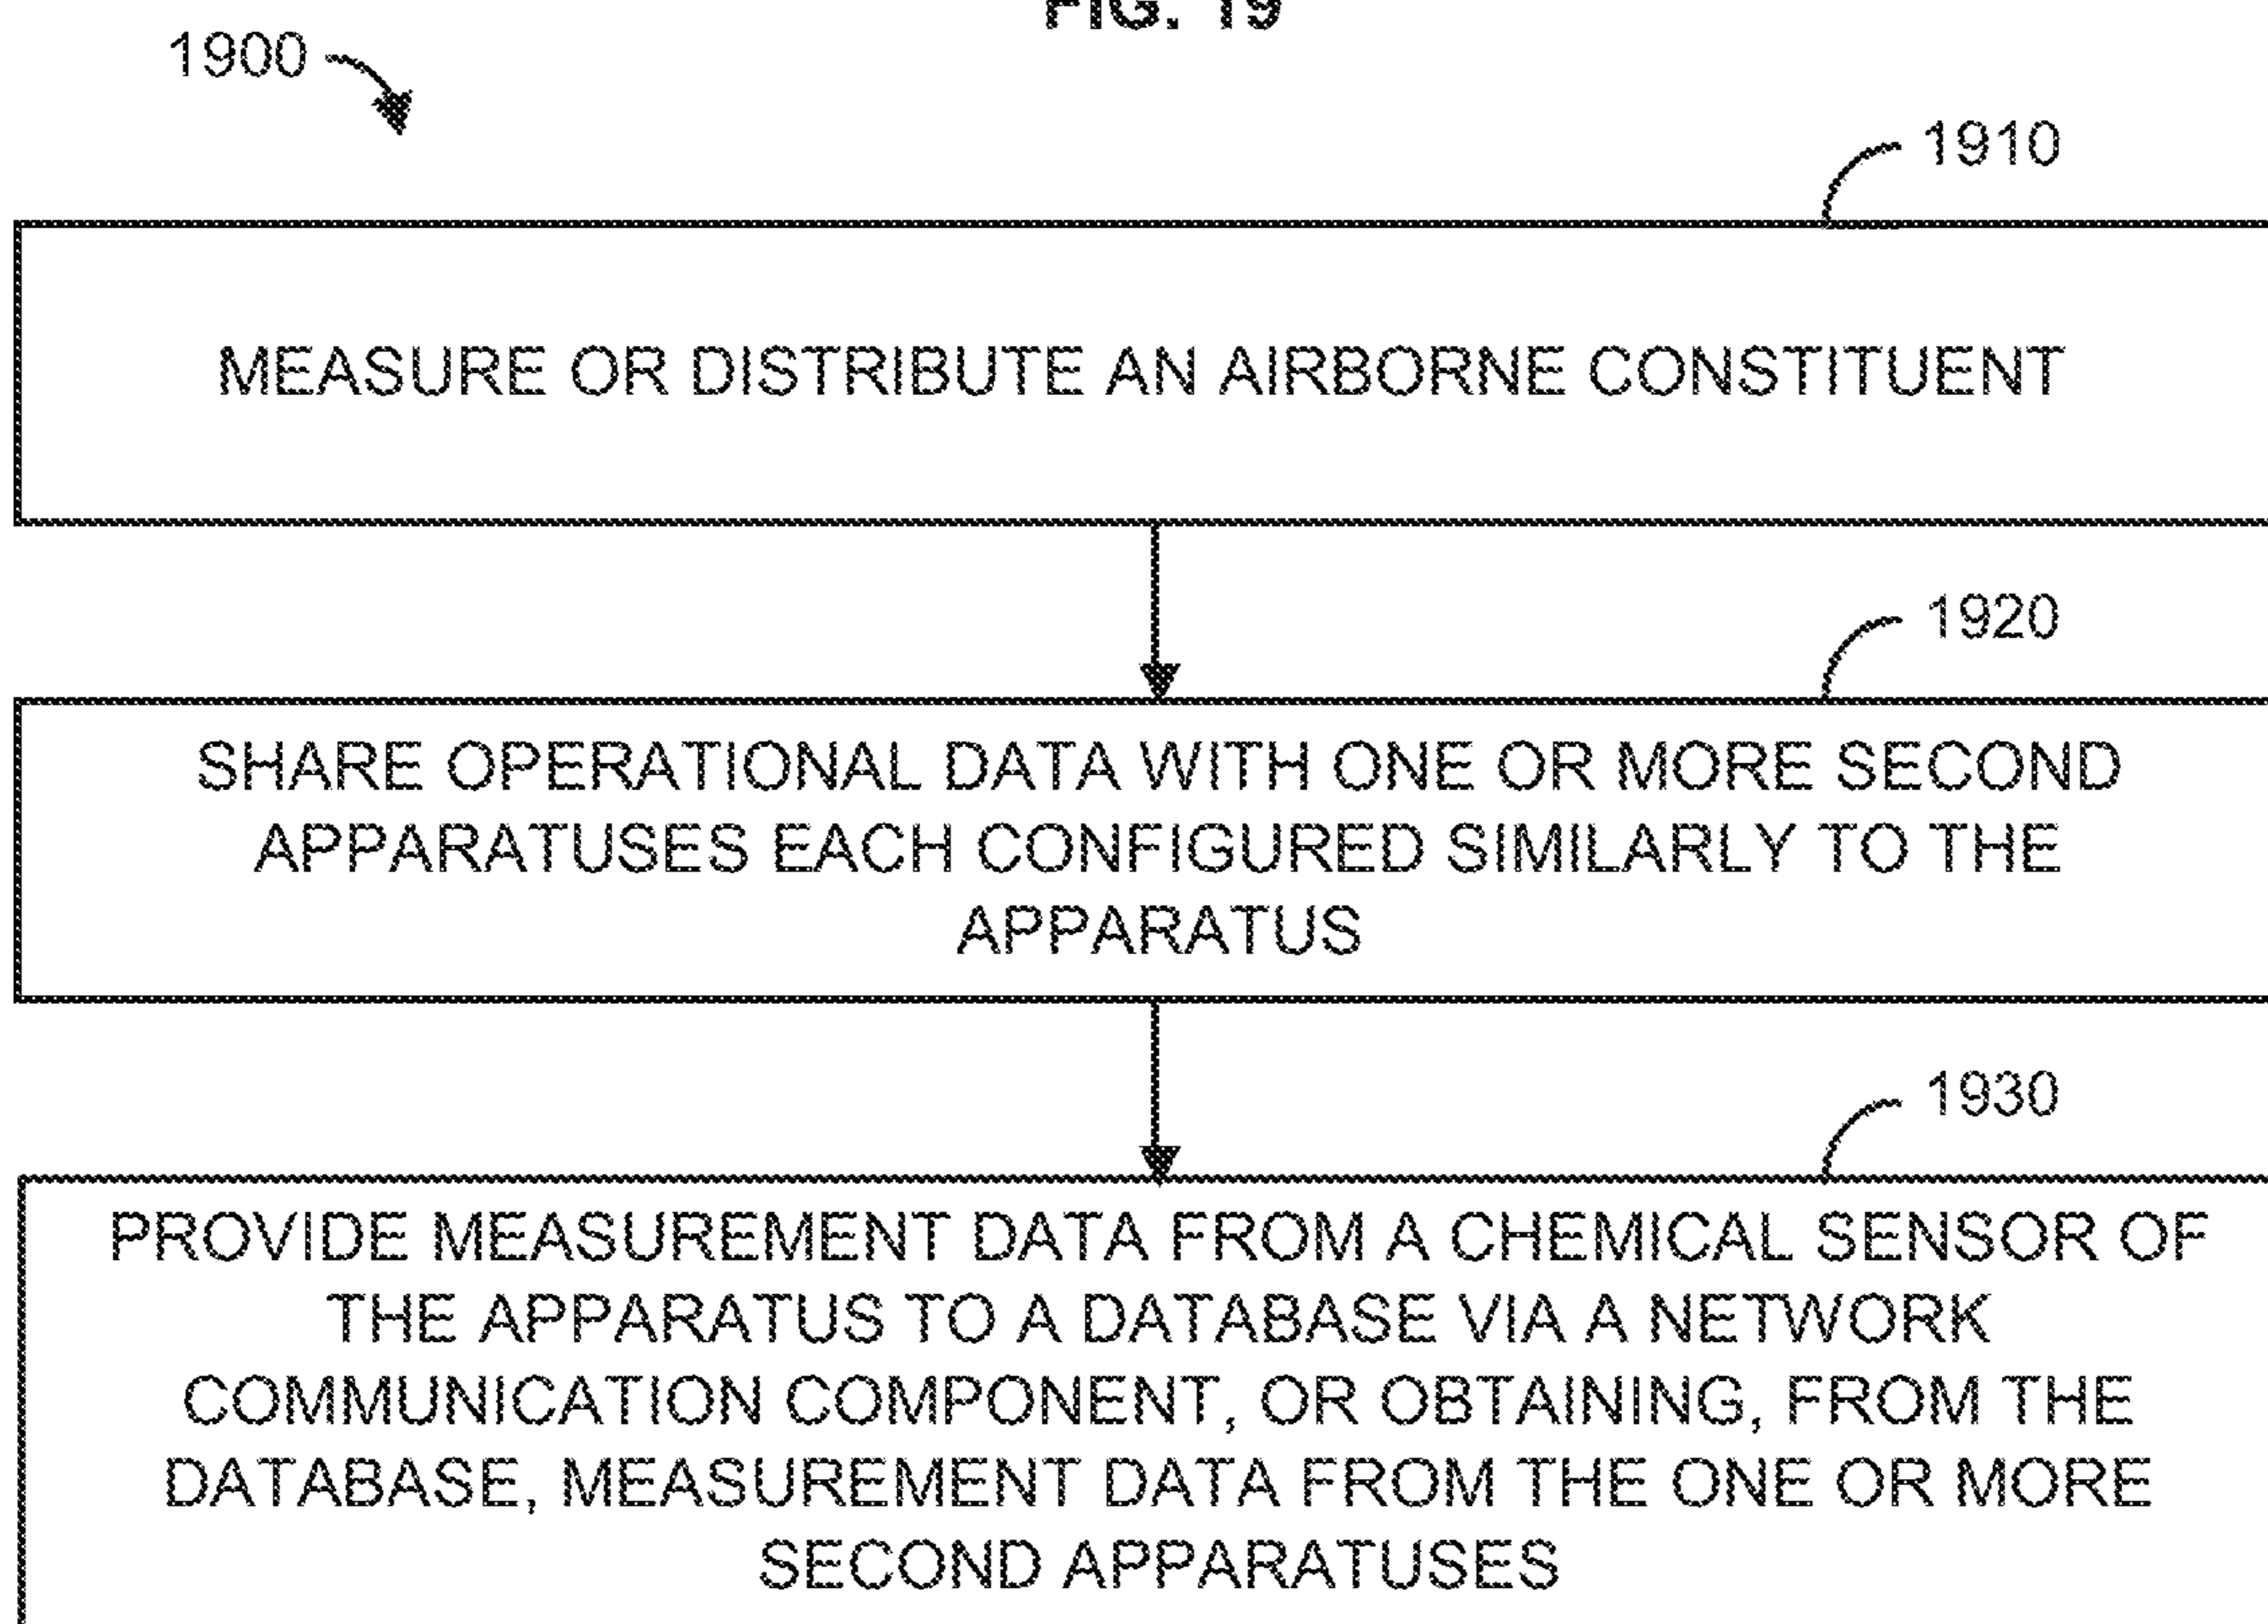 FIG. 19
1900
1910
MEASURE OR DISTRIBUTE AN AIRBORNE CONSTITUENT
1920
SHARE OPERATIONAL DATA WITH ONE OR MORE SECOND
APPARATUSES EACH CONFIGURED SIMILARLY TO THE
APPARATUS
1930
PROVIDE MEASUREMENT DATA FROM A CHEMICAL SENSOR OF
THE APPARATUS TO A DATABASE VIA A NETWORK
COMMUNICATION COMPONENT, OR OBTAINING, FROM THE
DATABASE, MEASUREMENT DATA FROM THE ONE OR MORE
SECOND APPARATUSES